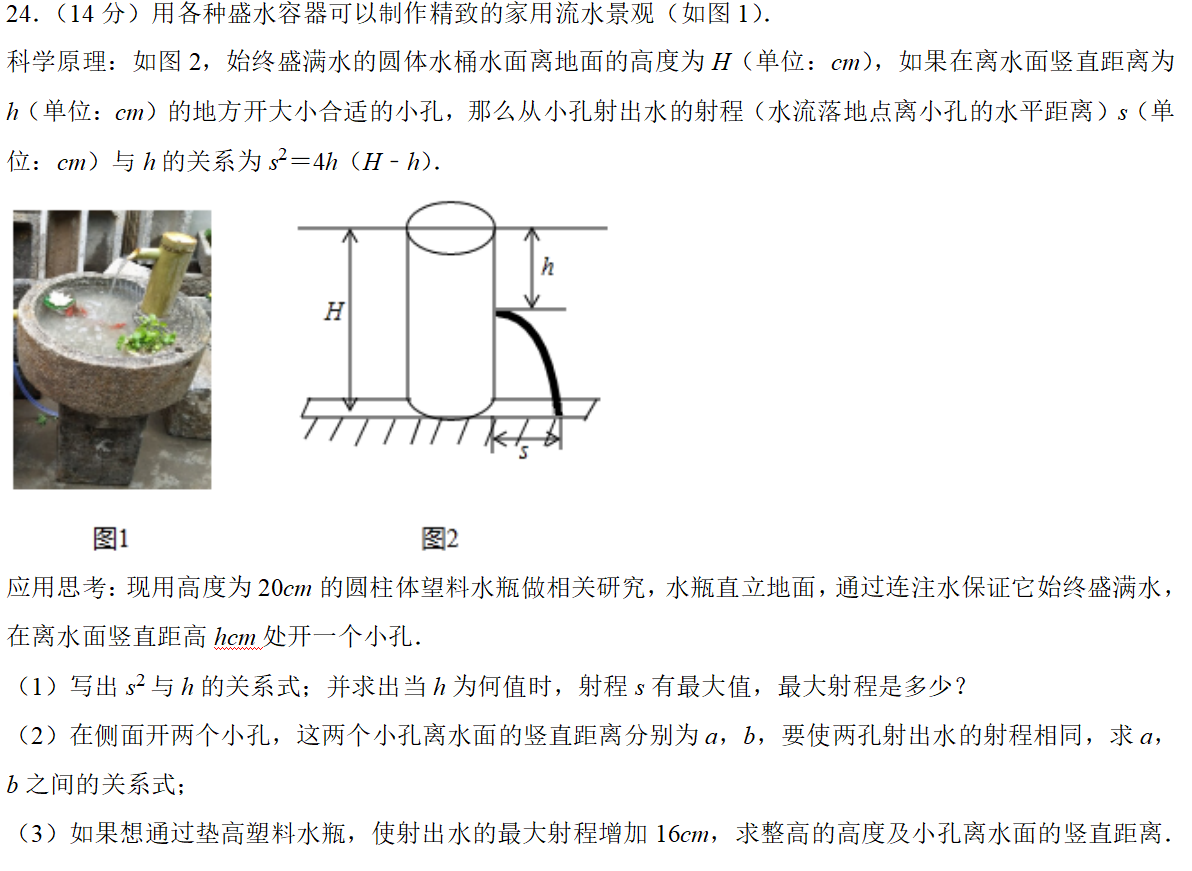 24.（14 分）用各种盛水容器可以制作精致的家用流水景观（如图 1）.
科学原理：如图 2，始终盛满水的圆体水桶水面离地面的高度为 H（单位：cm），如果在离水面竖直距离为
h（单位：cm）的地方开大小合适的小孔，那么从小孔射出水的射程（水流落地点离小孔的水平距离）s（单
位：cm）与 h 的关系为 s²＝4h（H﹣h）.
H
h
s
图1
图2
应用思考：现用高度为 20cm 的圆柱体望料水瓶做相关研究，水瓶直立地面，通过连注水保证它始终盛满水，
在离水面竖直距高 hcm 处开一个小孔.
（1）写出 s² 与 h 的关系式；并求出当 h 为何值时，射程 s 有最大值，最大射程是多少？
（2）在侧面开两个小孔，这两个小孔离水面的竖直距离分别为 a，b，要使两孔射出水的射程相同，求 a，
b 之间的关系式；
（3）如果想通过垫高塑料水瓶，使射出水的最大射程增加 16cm，求整高的高度及小孔离水面的竖直距离.